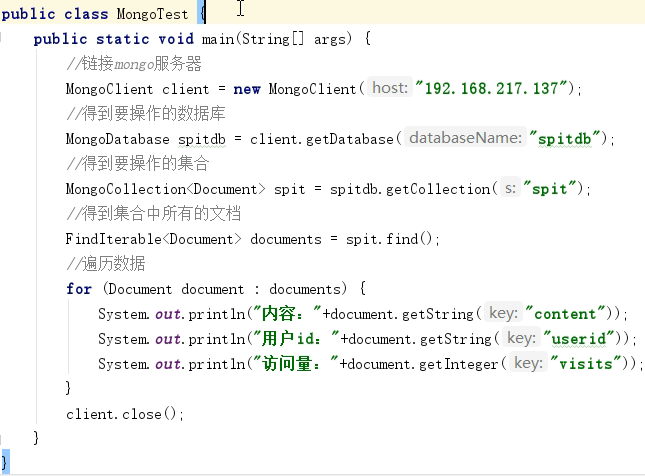 public class MongoTest {
public static void main(String[] args) {
//链接mongo服务器
MongoClient client = new MongoClient( host: "192.168.217.137");
//得到要操作的数据库
MongoDatabase spitdb = client.getDatabase( databaseName: "spitdb");
//得到要操作的集合
MongoCollection<Document> spit = spitdb.getCollection( s: "spit");
//得到集合中所有的文档
FindIterable<Document> documents = spit.find();
//遍历数据
for (Document document : documents) {
System.out.println("内容："+document.getString( key: "content"));
System.out.println("用户id："+document.getString( key: "userid"));
System.out.println("访问量："+document.getInteger( key: "visits"));
}
client.close();
}
}